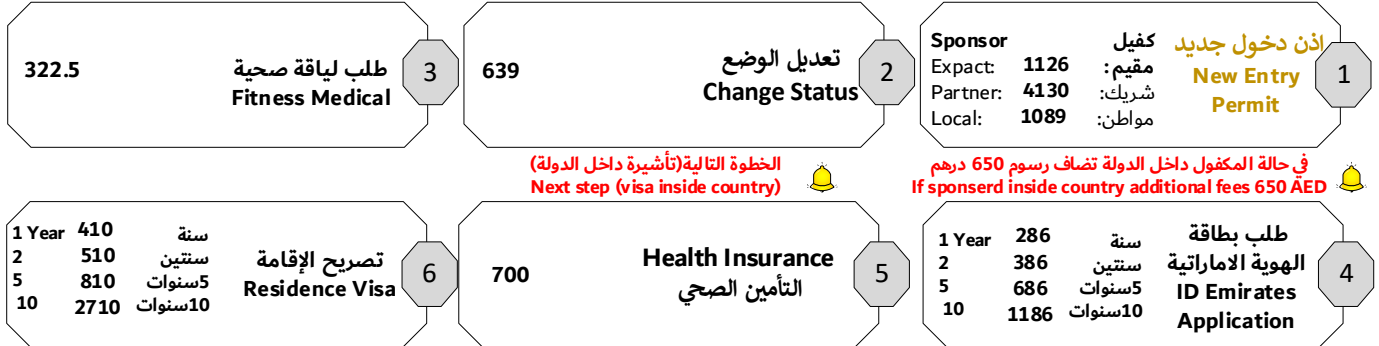 1
اذن دخول جديد
New Entry
Permit
Sponsor كفيل
Expact: 1126 مقيم:
Partner: 4130 شريك:
Local: 1089 مواطن:
2
تعديل الوضع
Change Status
639
3
طلب لياقة صحية
Fitness Medical
322.5
في حالة المكفول داخل الدولة تضاف رسوم 650 درهم
If sponserd inside country additional fees 650 AED
الخطوة التالية(تأشيرة داخل الدولة)
Next step (visa inside country)
4
طلب بطاقة
الهوية الاماراتية
ID Emirates
Application
1 Year 286 سنة
2 386 سنتين
5 686 5سنوات
10 1186 10سنوات
5
Health Insurance
التأمين الصحي
700
6
تصريح الإقامة
Residence Visa
1 Year 410 سنة
2 510 سنتين
5 810 5سنوات
10 2710 10سنوات